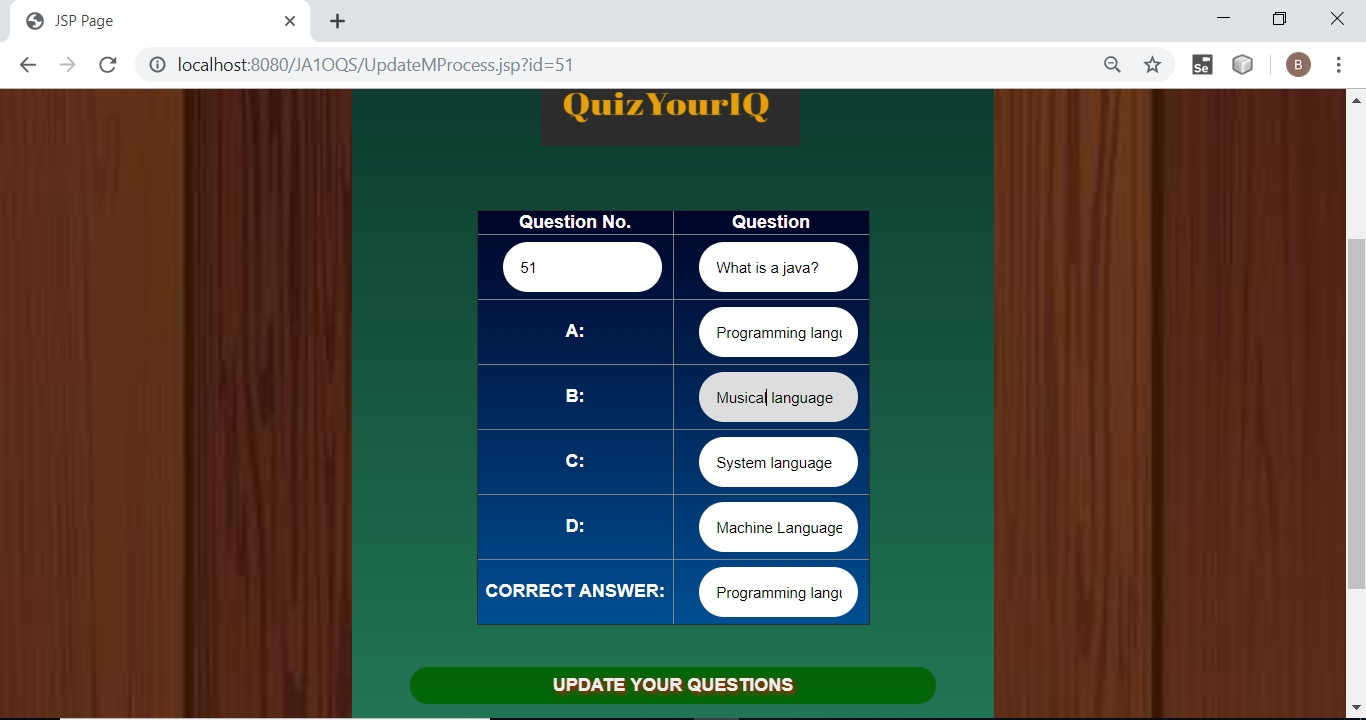 JSP Page
localhost:8080/JA1OQS/UpdateMProcess.jsp?id=51
Se
B
QuizYourIQ
Question No. Question
51 What is a java?
A: Programming langu
B: Musical language
C: System language
D: Machine Language
CORRECT ANSWER: Programming langu
UPDATE YOUR QUESTIONS